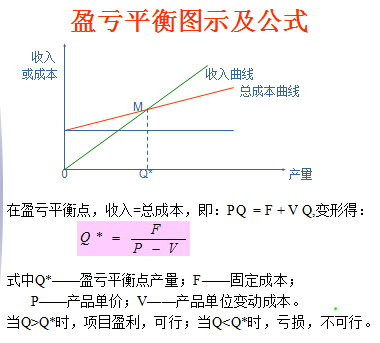 盈亏平衡图示及公式
收入
或成本
收入曲线
总成本曲线
M
0
Q*
产量
在盈亏平衡点，收入=总成本，即：PQ = F + V Q,变形得：
Q * = F / (P - V)
式中Q*——盈亏平衡点产量；F——固定成本；
P——产品单价；V——产品单位变动成本。
当Q>Q*时，项目盈利，可行；当Q<Q*时，亏损，不可行。